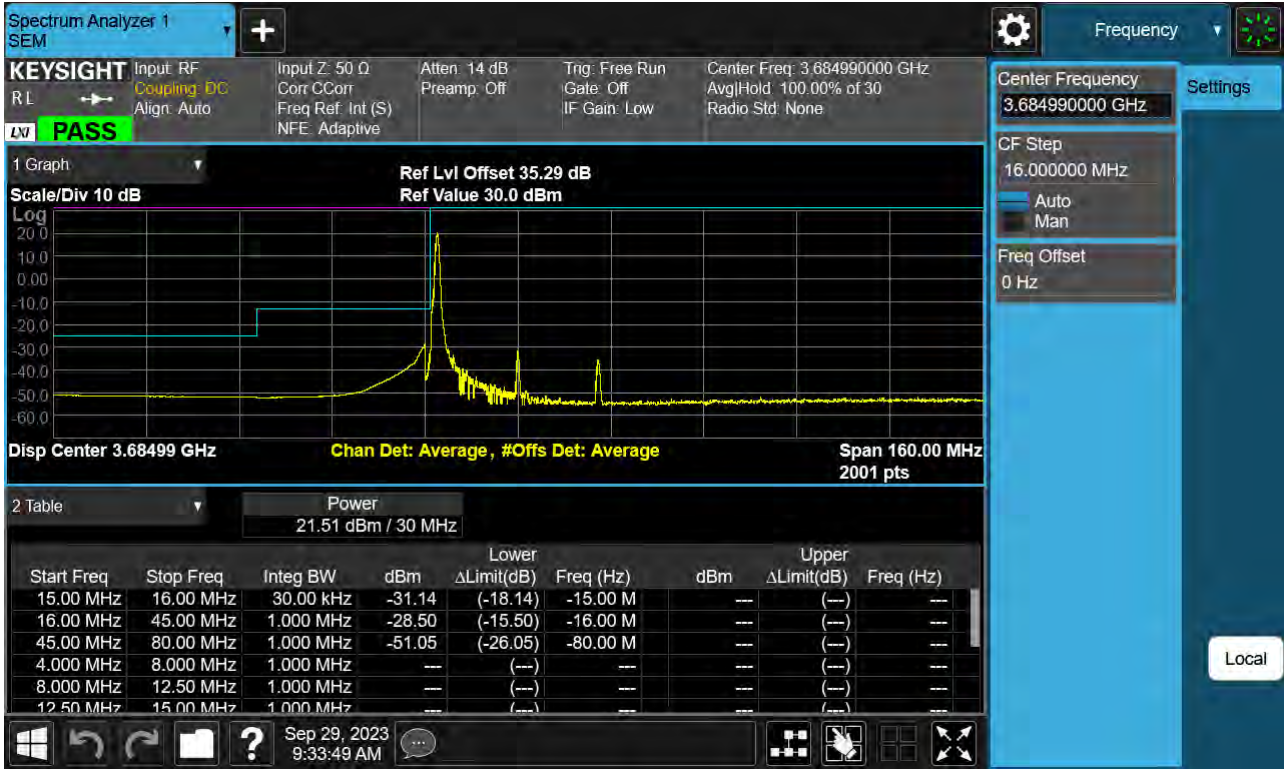 Spectrum Analyzer 1
SEM
+
Frequency
KEYSIGHT
Input: RF
Coupling: DC
Align: Auto
Input Z: 50 Ω
Corr CCorr
Freq Ref: Int (S)
NFE: Adaptive
Atten: 14 dB
Preamp: Off
Trig: Free Run
Gate: Off
IF Gain: Low
Center Freq: 3.684990000 GHz
Avg|Hold: 100.00% of 30
Radio Std: None
R L
LXI PASS
Center Frequency
3.684990000 GHz
Settings
CF Step
16.000000 MHz
Auto
Man
Freq Offset
0 Hz
Local
1 Graph
Scale/Div 10 dB
Ref Lvl Offset 35.29 dB
Ref Value 30.0 dBm
Log
20.0
10.0
0.00
-10.0
-20.0
-30.0
-40.0
-50.0
-60.0
Disp Center 3.68499 GHz Chan Det: Average, #Offs Det: Average Span 160.00 MHz
2001 pts
2 Table
Power
21.51 dBm / 30 MHz
Lower Upper
Start Freq Stop Freq Integ BW dBm ΔLimit(dB) Freq (Hz) dBm ΔLimit(dB) Freq (Hz)
15.00 MHz 16.00 MHz 30.00 kHz -31.14 (-18.14) -15.00 M --- (---) ---
16.00 MHz 45.00 MHz 1.000 MHz -28.50 (-15.50) -16.00 M --- (---) ---
45.00 MHz 80.00 MHz 1.000 MHz -51.05 (-26.05) -80.00 M --- (---) ---
4.000 MHz 8.000 MHz 1.000 MHz --- (---) --- --- (---) ---
8.000 MHz 12.50 MHz 1.000 MHz --- (---) --- --- (---) ---
12.50 MHz 15.00 MHz 1.000 MHz --- (---) --- --- (---) ---
?
Sep 29, 2023
9:33:49 AM